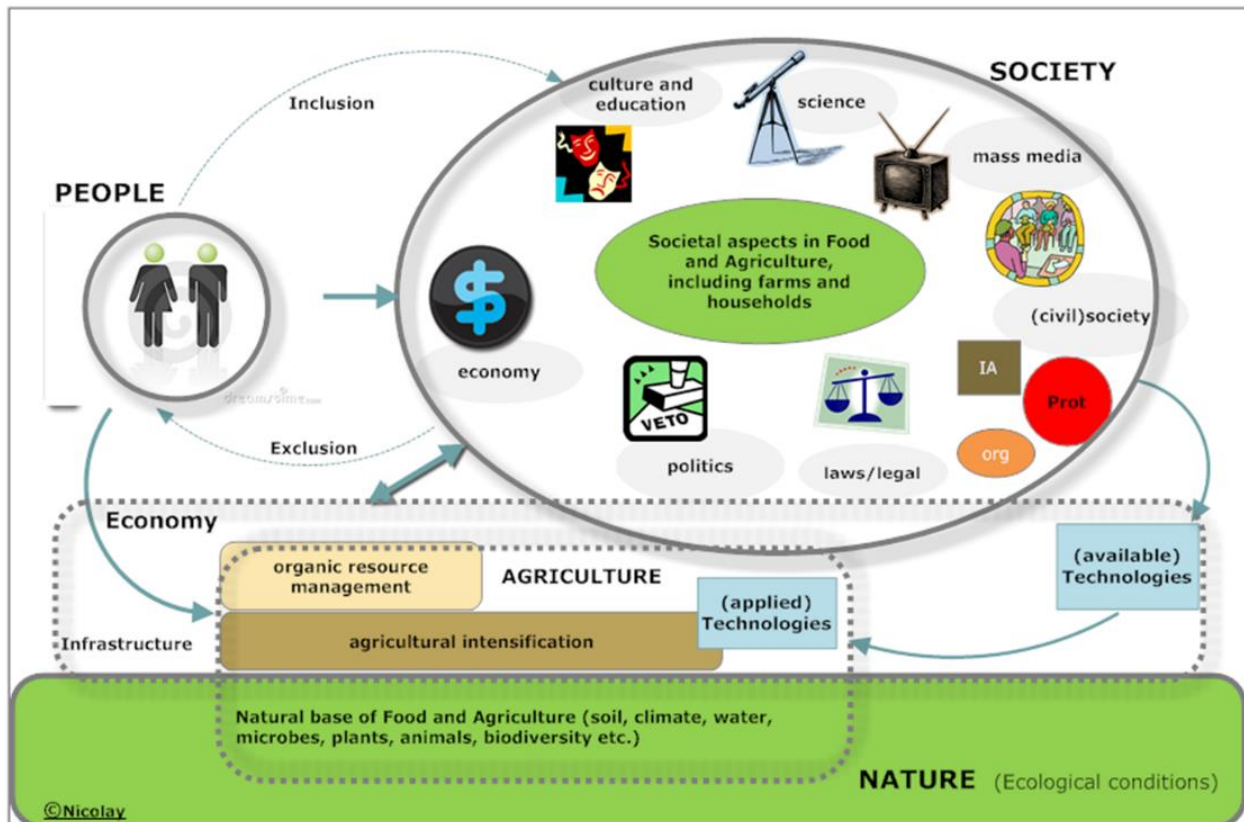 SOCIETY
culture and
education
science
mass media
Inclusion
PEOPLE
Societal aspects in Food
and Agriculture,
including farms and
households
(civil)society
economy
IA
Prot
VETO
org
politics
laws/legal
dreamstime.com
Exclusion
Economy
organic resource
management
AGRICULTURE
(available)
Technologies
(applied)
Technologies
Infrastructure
agricultural intensification
Natural base of Food and Agriculture (soil, climate, water,
microbes, plants, animals, biodiversity etc.)
NATURE (Ecological conditions)
©Nicolay